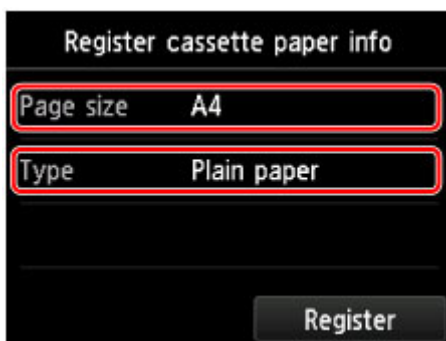 Register cassette paper info
Page size A4
Type Plain paper
Register